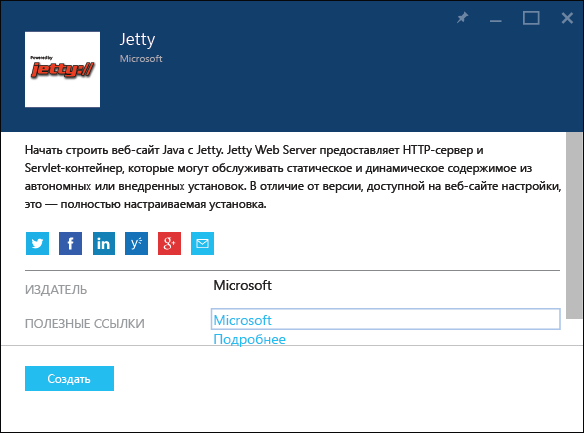 Jetty
Microsoft
Powered by
jetty://
Начать строить веб-сайт Java с Jetty. Jetty Web Server предоставляет HTTP-сервер и
Servlet-контейнер, которые могут обслуживать статическое и динамическое содержимое из
автономных или внедренных установок. В отличие от версии, доступной на веб-сайте настройки,
это — полностью настраиваемая установка.
ИЗДАТЕЛЬ
Microsoft
ПОЛЕЗНЫЕ ССЫЛКИ
Microsoft
Подробнее
Создать